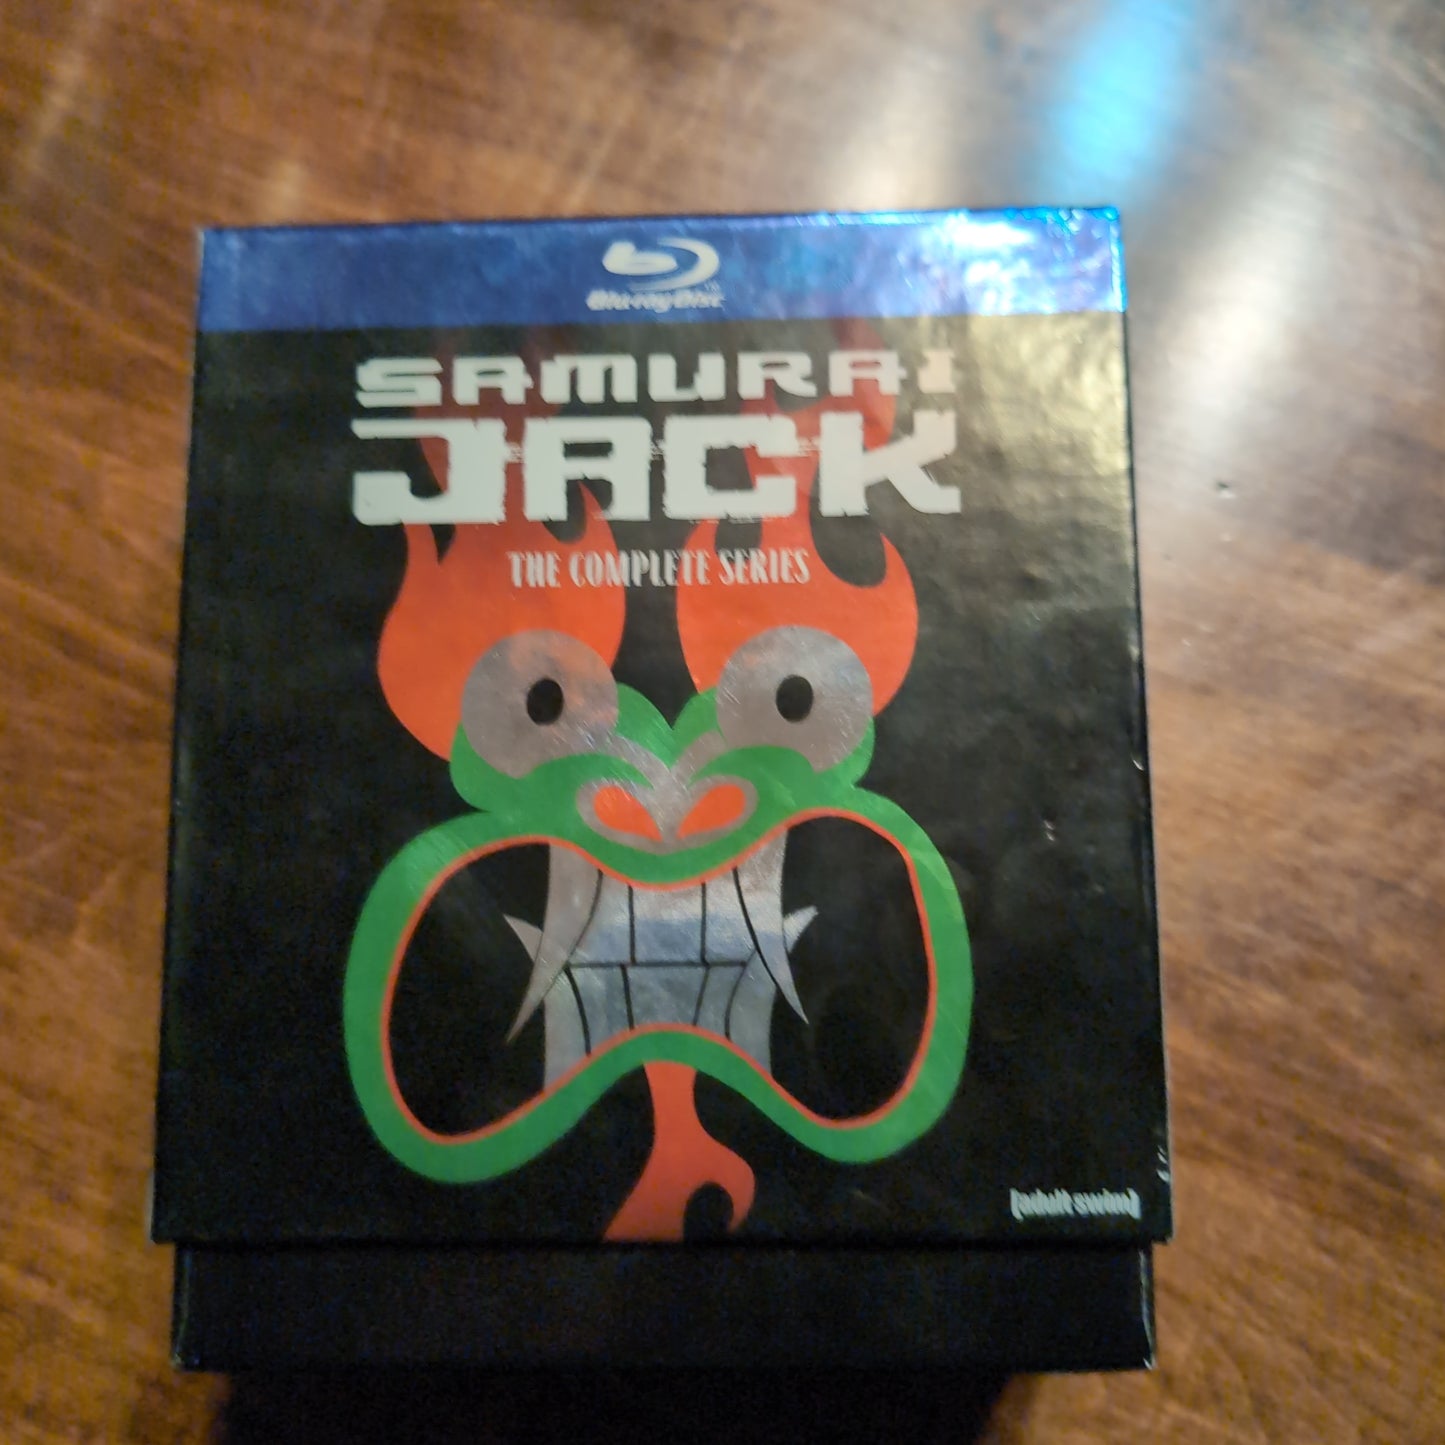 Blu-ray Disc
SAMURAI
JACK
THE COMPLETE SERIES
[adult swim]